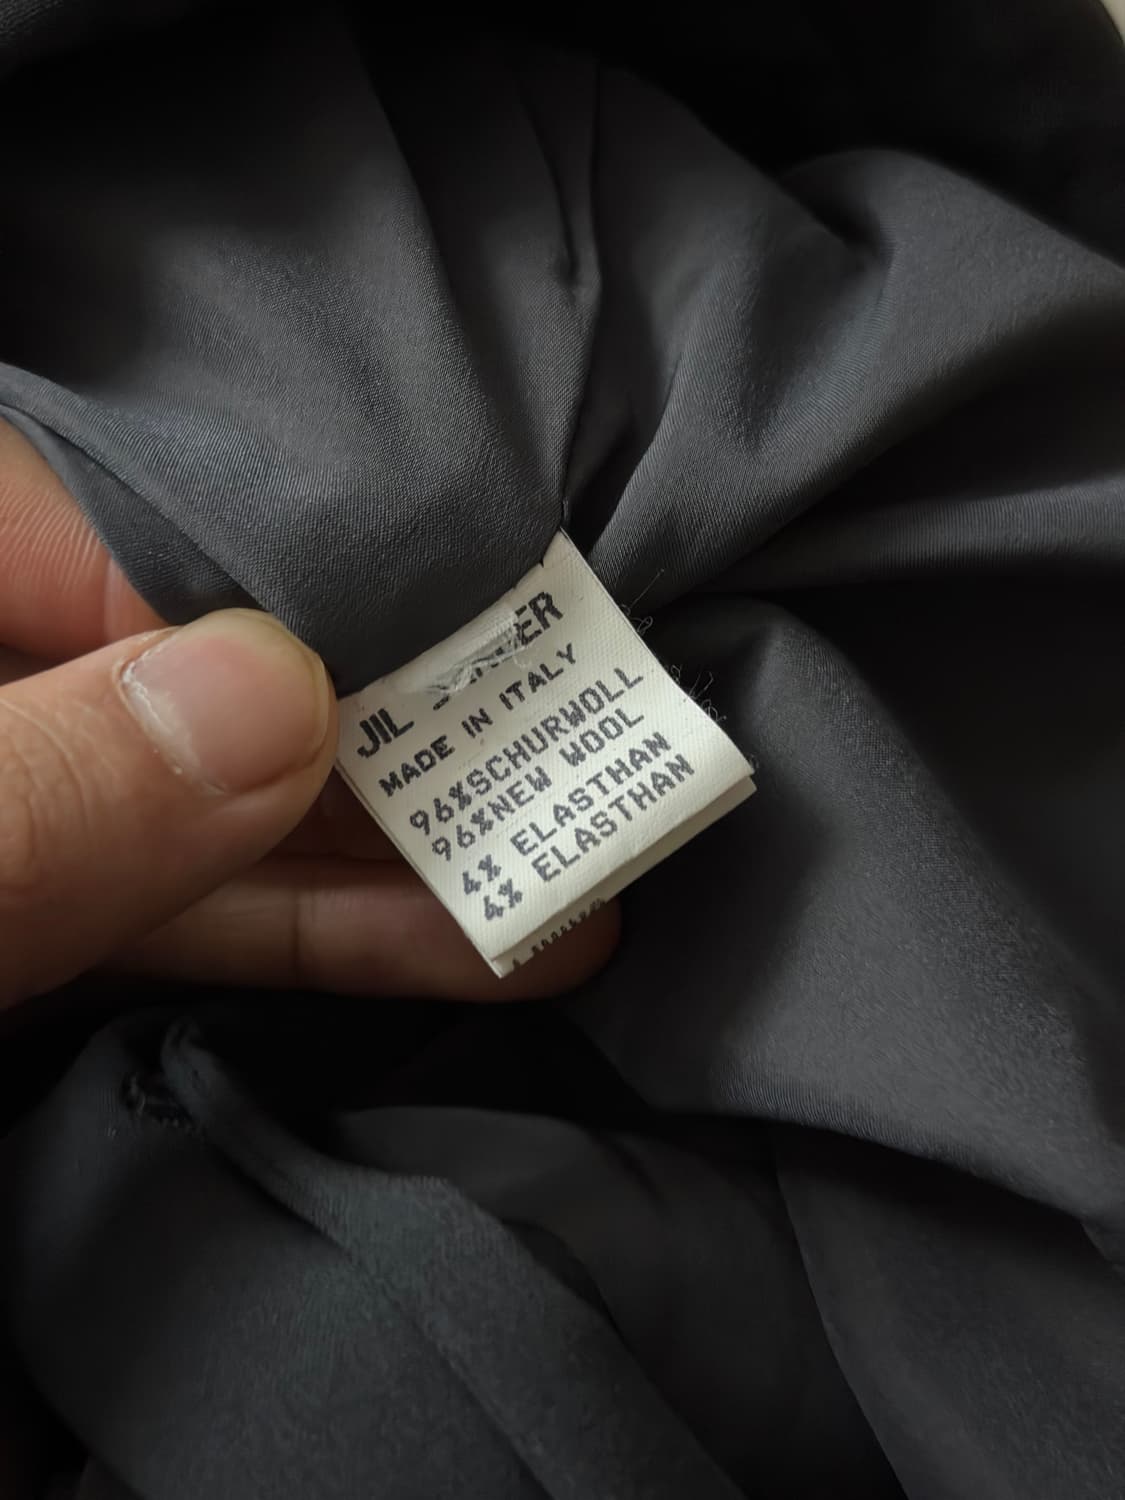 JIL
MADE IN ITALY
96%SCHURWOLL
96%NEW WOOL
4% ELASTHAN
4% ELASTHAN